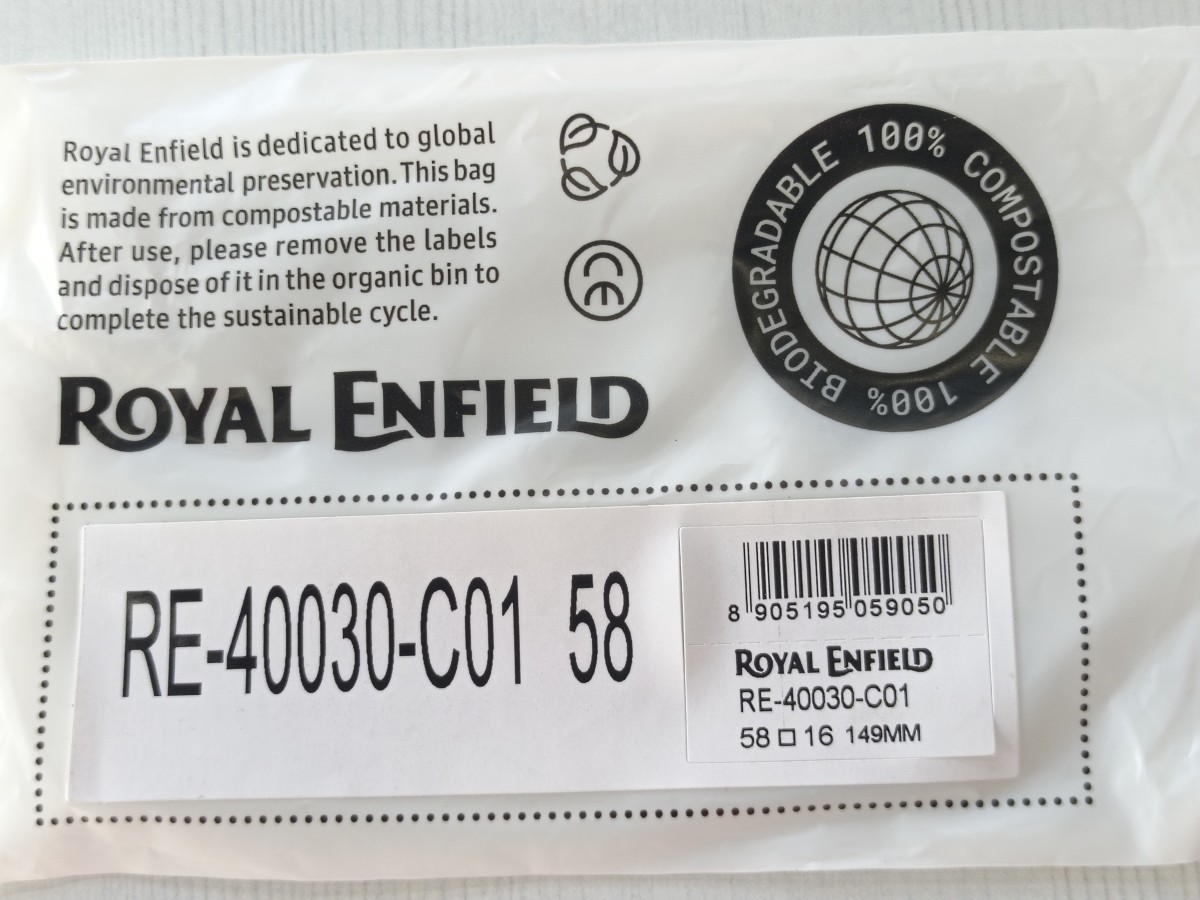 Royal Enfield is dedicated to global
environmental preservation. This bag
is made from compostable materials.
After use, please remove the labels
and dispose of it in the organic bin to
complete the sustainable cycle.
100% COMPOSTABLE 100% BIODEGRADABLE
ROYAL ENFIELD
RE-40030-C01 58
8 905195 059050
ROYAL ENFIELD
RE-40030-C01
58 □ 16 149MM